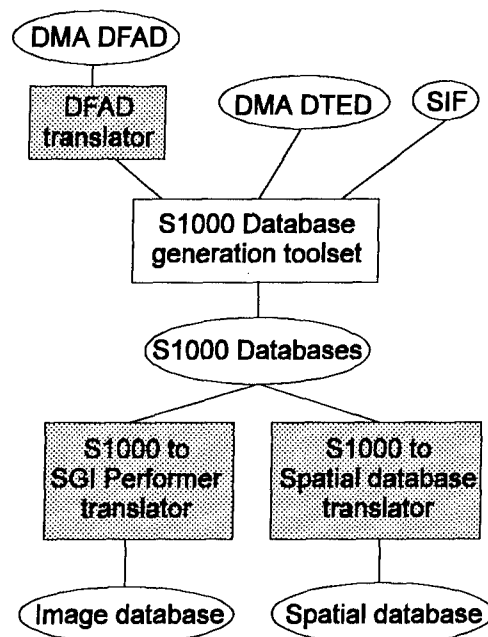 DMA DFAD
DFAD
translator
DMA DTED
SIF
S1000 Database
generation toolset
S1000 Databases
S1000 to
SGI Performer
translator
S1000 to
Spatial database
translator
Image database
Spatial database